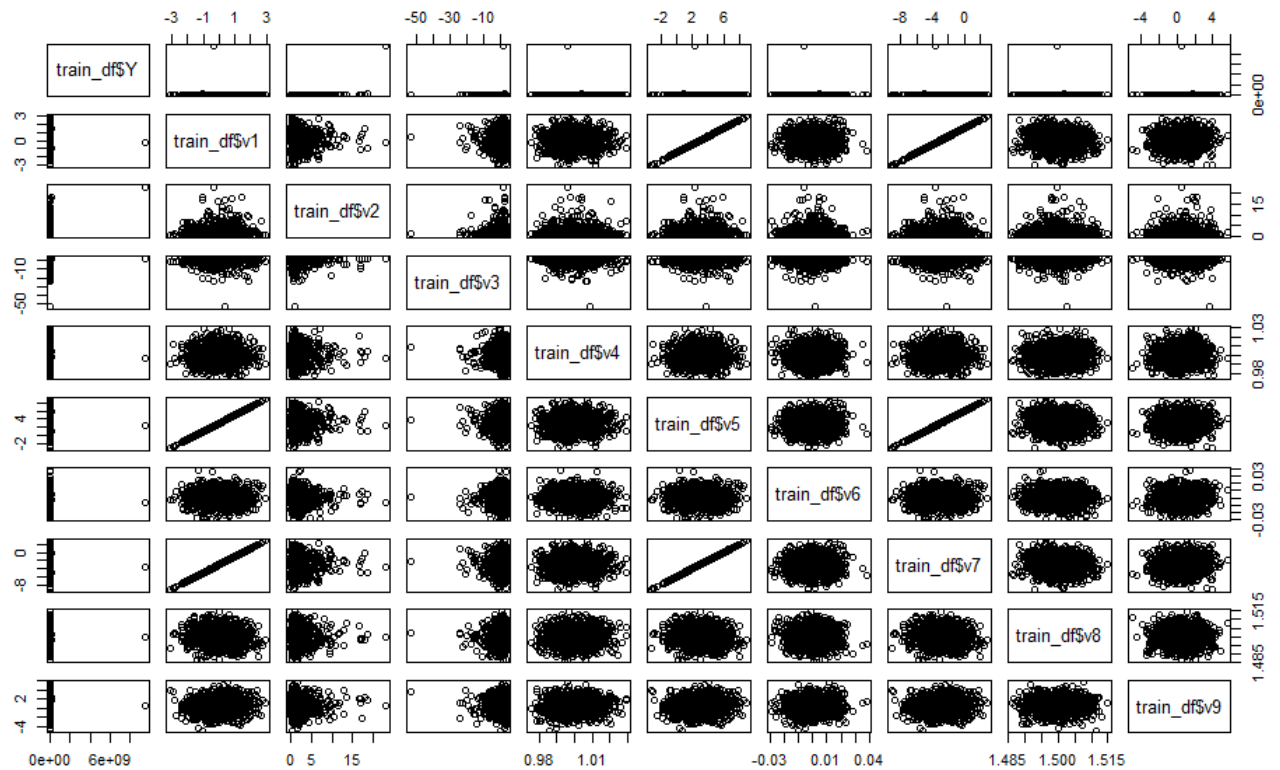 -3 -1 1 3 -50 -30 -10 -2 2 6 -8 -4 0 -4 0 4
train_df$Y 0e+00
-3 0 3 train_df$v1
train_df$v2 0 15
-50 -10 train_df$v3
train_df$v4 0.98 1.03
-2 4 train_df$v5
train_df$v6 -0.03 0.03
-8 0 train_df$v7
train_df$v8 1.485 1.515
-4 2 train_df$v9
0e+00 6e+09 0 5 15 0.98 1.01 -0.03 0.01 0.04 1.485 1.500 1.515